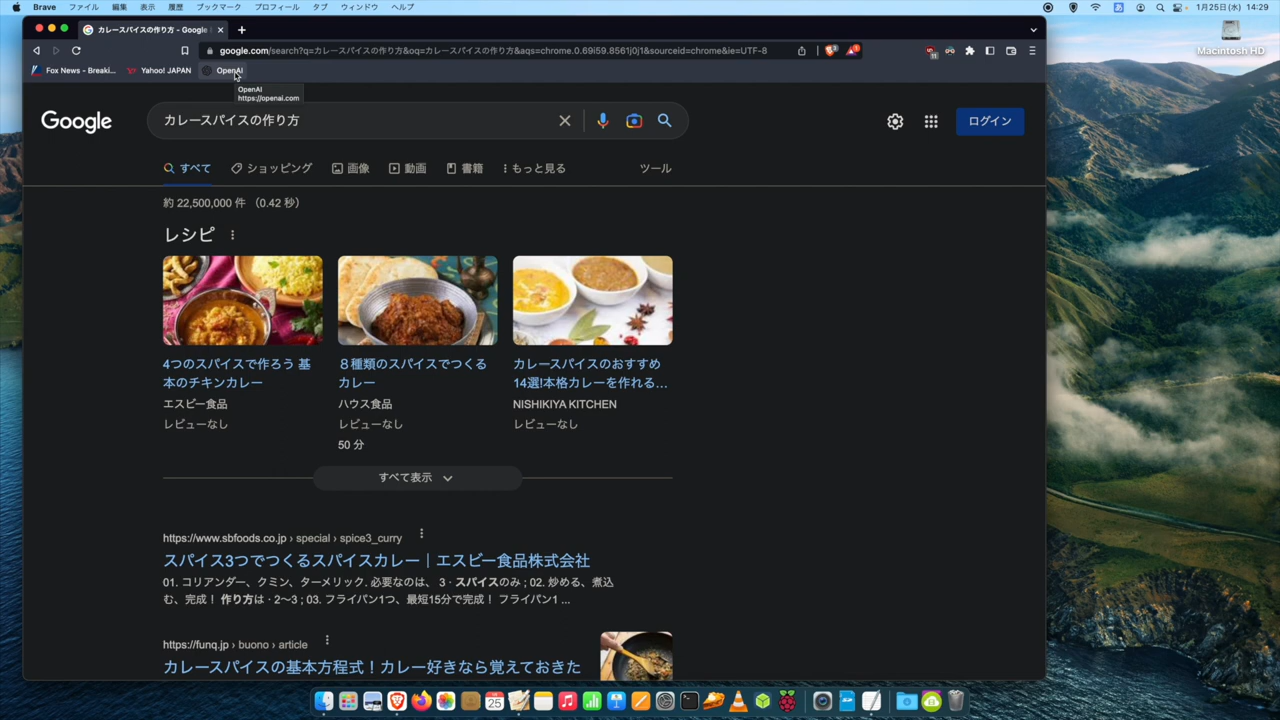 Brave ファイル 編集 表示 履歴 ブックマーク プロフィール タブ ウィンドウ ヘルプ 1月25日(水) 14:29
カレースパイスの作り方 - Google
google.com/search?q=カレースパイスの作り方&oq=カレースパイスの作り方&aqs=chrome.0.69i59.8561j0j1&sourceid=chrome&ie=UTF-8
Fox News - Breaki... Yahoo! JAPAN OpenAI
Macintosh HD
OpenAI
https://openai.com
Google カレースパイスの作り方 ログイン
すべて ショッピング 画像 動画 書籍 もっと見る ツール
約 22,500,000 件 (0.42 秒)
レシピ
4つのスパイスで作ろう 基
本のチキンカレー
エスビー食品
レビューなし
８種類のスパイスでつくる
カレー
ハウス食品
レビューなし
50 分
カレースパイスのおすすめ
14選!本格カレーを作れる...
NISHIKIYA KITCHEN
レビューなし
すべて表示
https://www.sbfoods.co.jp › special › spice3_curry
スパイス3つでつくるスパイスカレー｜エスビー食品株式会社
01. コリアンダー、クミン、ターメリック. 必要なのは、 3 · スパイスのみ ; 02. 炒める、煮込
む、完成！ 作り方は · 2〜3 ; 03. フライパン1つ、最短15分で完成！ フライパン1 ...
https://funq.jp › buono › article
カレースパイスの基本方程式！カレー好きなら覚えておきた
25